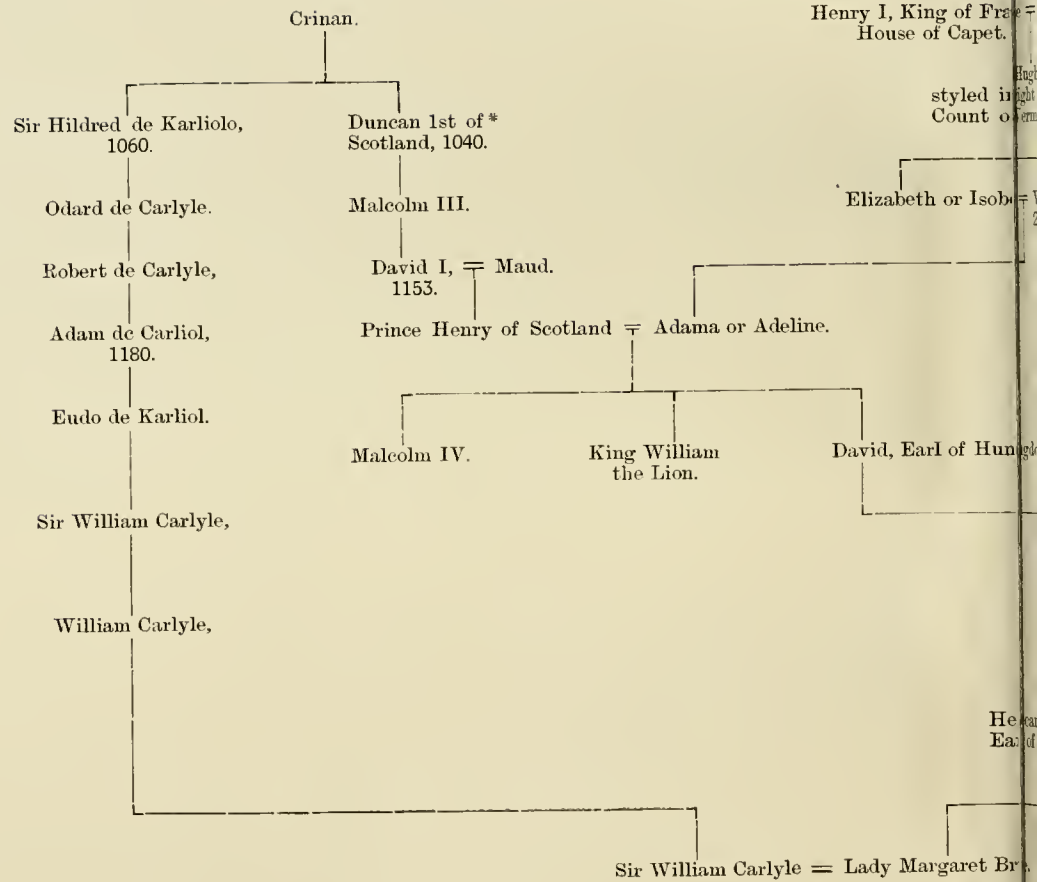 Crinan.
Henry I, King of Fra
House of Capet.
styled in
Count o
Sir Hildred de Karliolo,
1060.
Duncan 1st of *
Scotland, 1040.
Odard de Carlyle.
Malcolm III.
Elizabeth or Isob
Robert de Carlyle,
David I, = Maud.
1153.
Adam de Carliol,
1180.
Prince Henry of Scotland = Adama or Adeline.
Eudo de Karliol.
Malcolm IV.
King William
the Lion.
David, Earl of Hun
Sir William Carlyle,
William Carlyle,
He
Ea
Sir William Carlyle = Lady Margaret Br